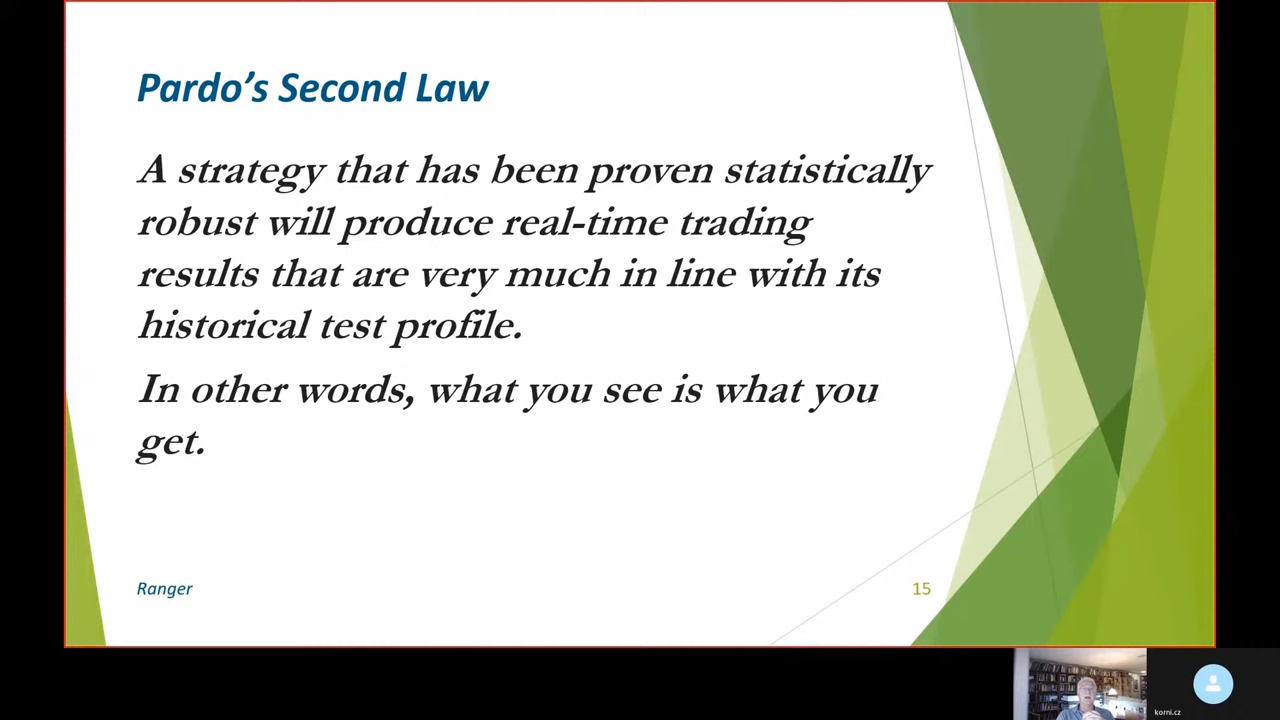 Pardo’s Second Law
A strategy that has been proven statistically
robust will produce real-time trading
results that are very much in line with its
historical test profile.
In other words, what you see is what you
get.
Ranger
15
korni.cz